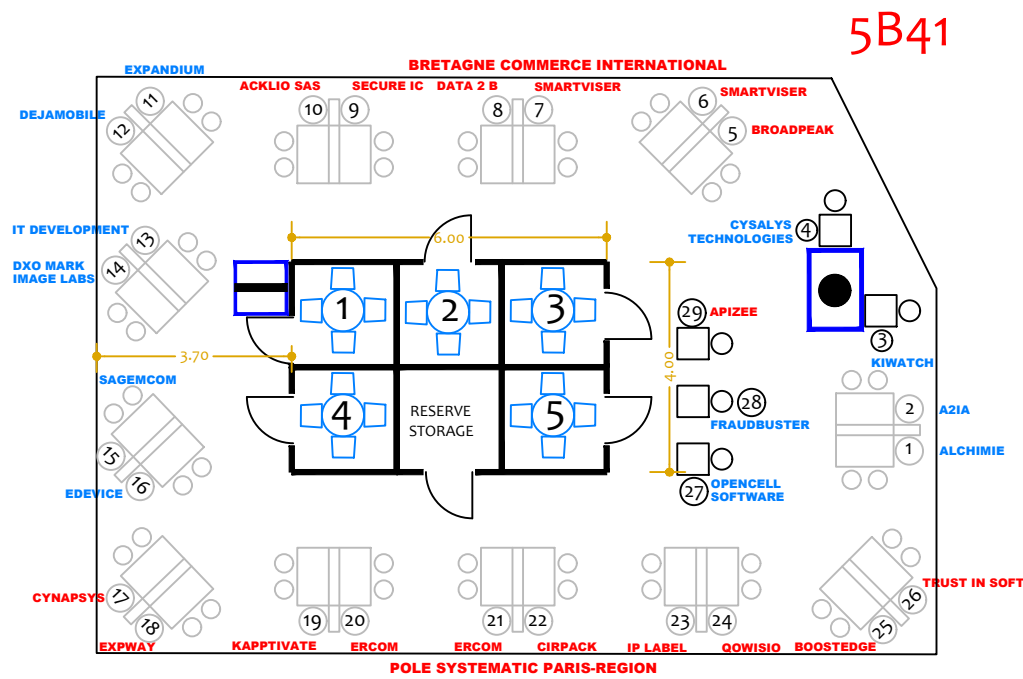 5B41
BRETAGNE COMMERCE INTERNATIONAL
EXPANDIUM
ACKLIO SAS
SECURE IC
DATA 2 B
SMARTVISER
SMARTVISER
DEJAMOBILE
11
12
10
9
8
7
6
5
BROADPEAK
IT DEVELOPMENT
13
14
DXO MARK
IMAGE LABS
6.00
CYSALYS
TECHNOLOGIES
4
1
2
3
29
APIZEE
3
KIWATCH
3.70
4.00
SAGEMCOM
4
RESERVE
STORAGE
5
28
FRAUDBUSTER
2
A2IA
1
ALCHIMIE
15
16
EDEVICE
27
OPENCELL
SOFTWARE
CYNAPSYS
17
18
TRUST IN SOFT
26
25
19
20
21
22
23
24
EXPWAY
KAPPTIVATE
ERCOM
ERCOM
CIRPACK
IP LABEL
QOWISIO
BOOSTEDGE
POLE SYSTEMATIC PARIS-REGION